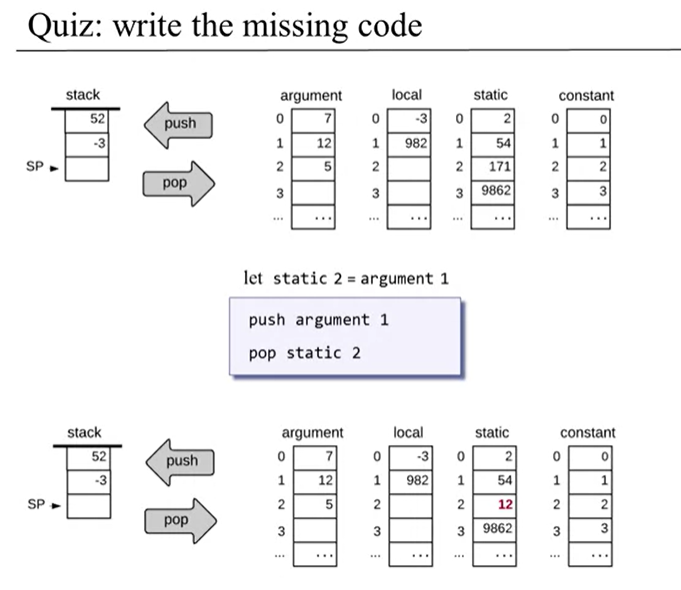 Quiz: write the missing code
stack argument local static constant
52 push 0 7 0 -3 0 2 0 0
-3 1 12 1 982 1 54 1 1
SP pop 2 5 2 2 171 2 2
3 3 3 9862 3 3
... ... ... ... ... ... ... ...
let static 2 = argument 1
push argument 1
pop static 2
stack argument local static constant
52 push 0 7 0 -3 0 2 0 0
-3 1 12 1 982 1 54 1 1
SP pop 2 5 2 2 12 2 2
3 3 3 9862 3 3
... ... ... ... ... ... ... ...